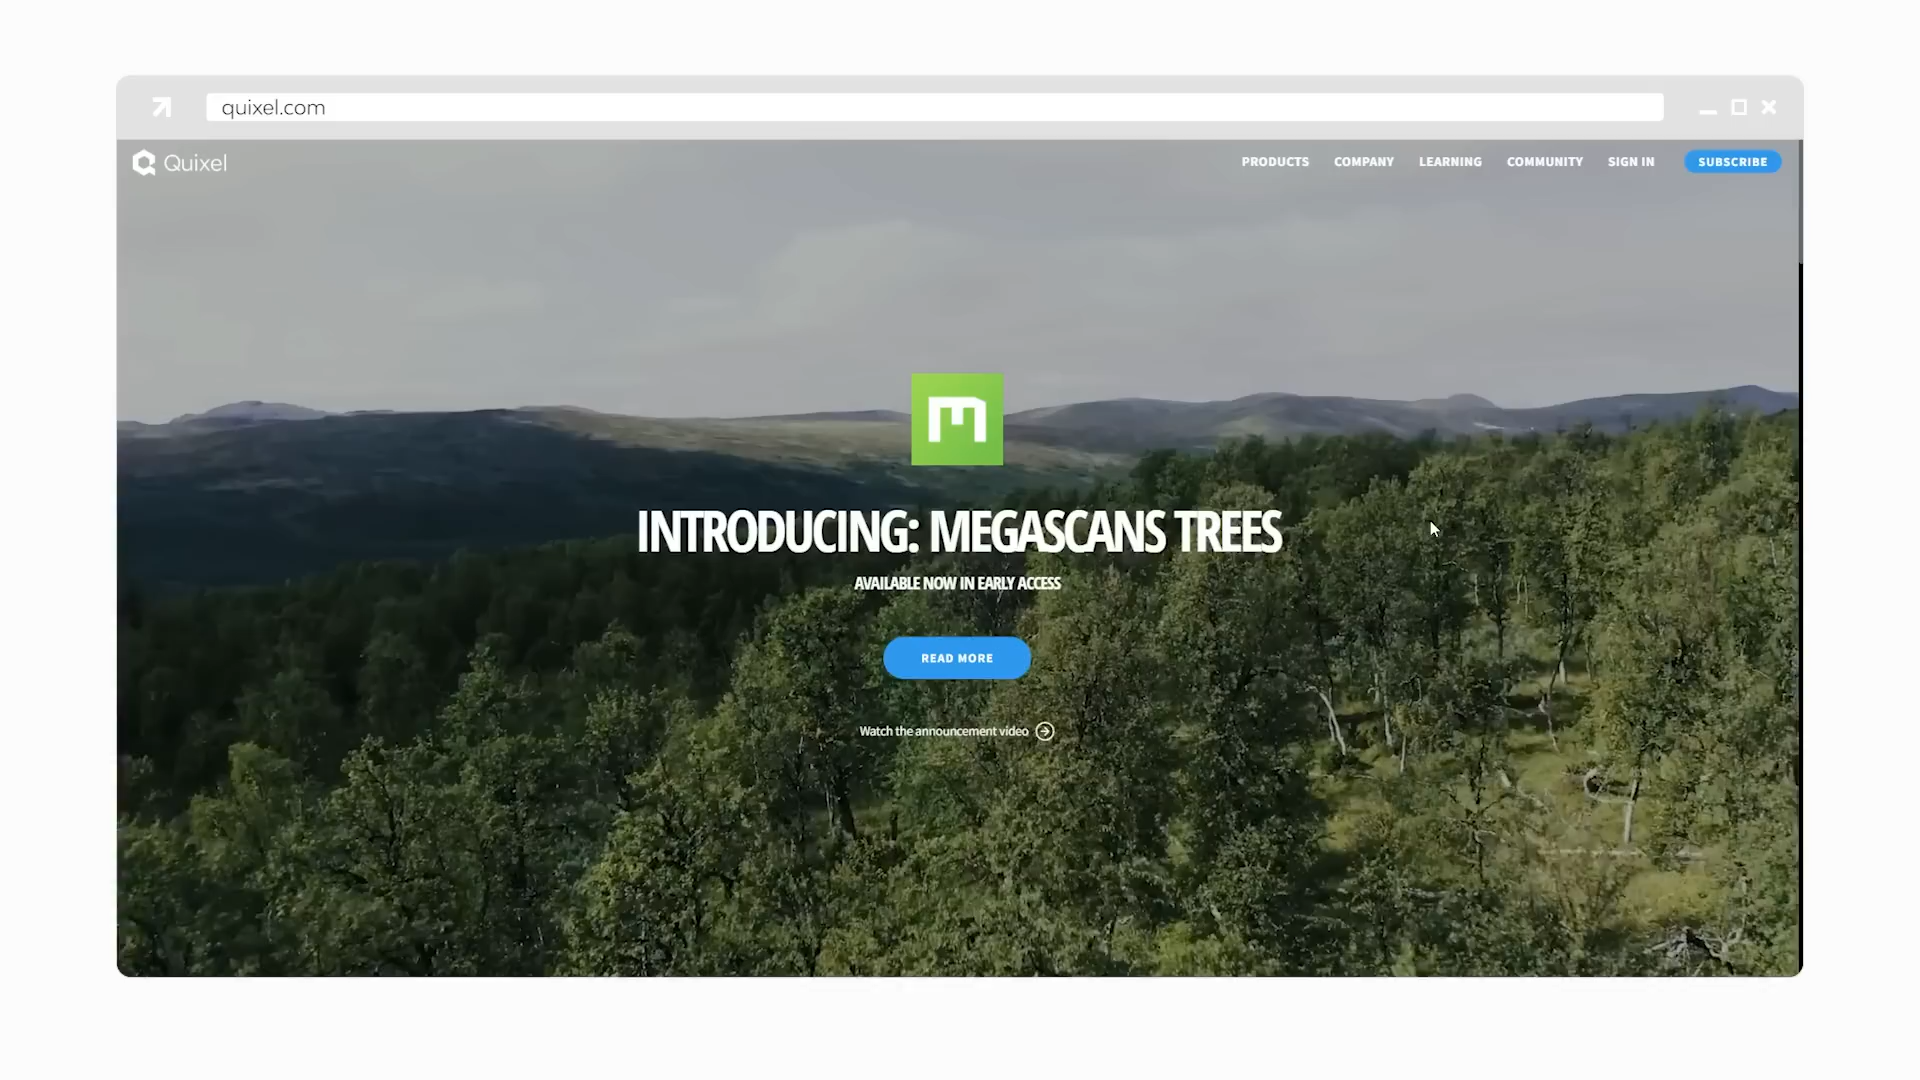 quixel.com
Quixel
PRODUCTS COMPANY LEARNING COMMUNITY SIGN IN SUBSCRIBE
m
INTRODUCING: MEGASCANS TREES
AVAILABLE NOW IN EARLY ACCESS
READ MORE
Watch the announcement video